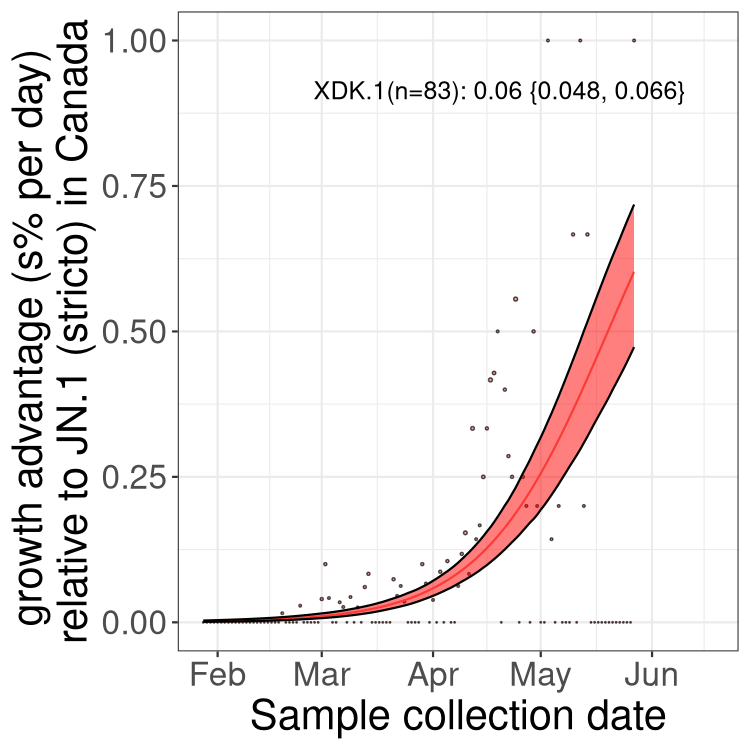 growth advantage (s% per day)
relative to JN.1 (stricto) in Canada
1.00
0.75
0.50
0.25
0.00
XDK.1(n=83): 0.06 {0.048, 0.066}
Feb Mar Apr May Jun
Sample collection date